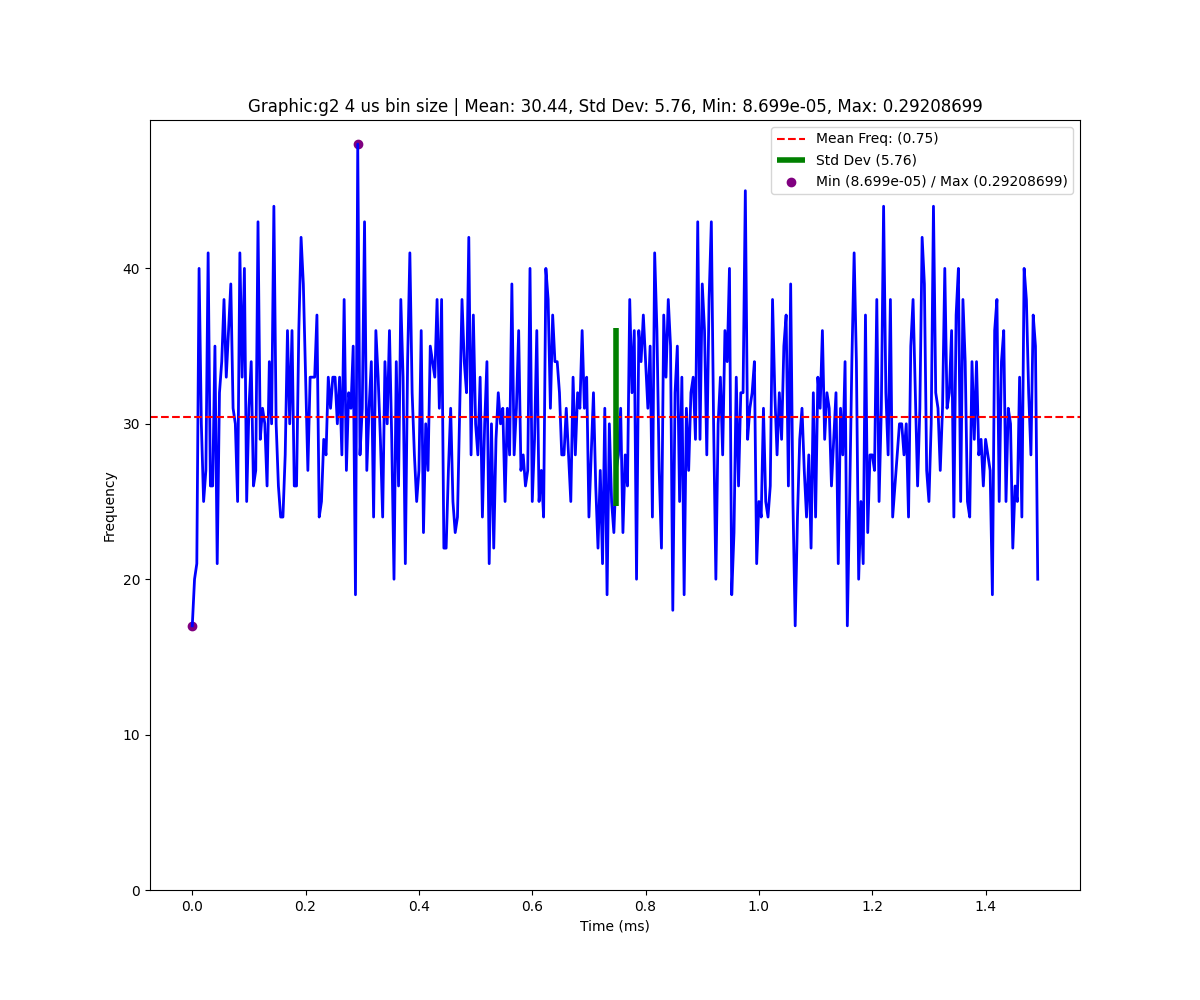 Graphic:g2 4 us bin size | Mean: 30.44, Std Dev: 5.76, Min: 8.699e-05, Max: 0.29208699
Mean Freq: (0.75)
Std Dev (5.76)
Min (8.699e-05) / Max (0.29208699)
40
30
20
10
0
Frequency
0.0 0.2 0.4 0.6 0.8 1.0 1.2 1.4
Time (ms)